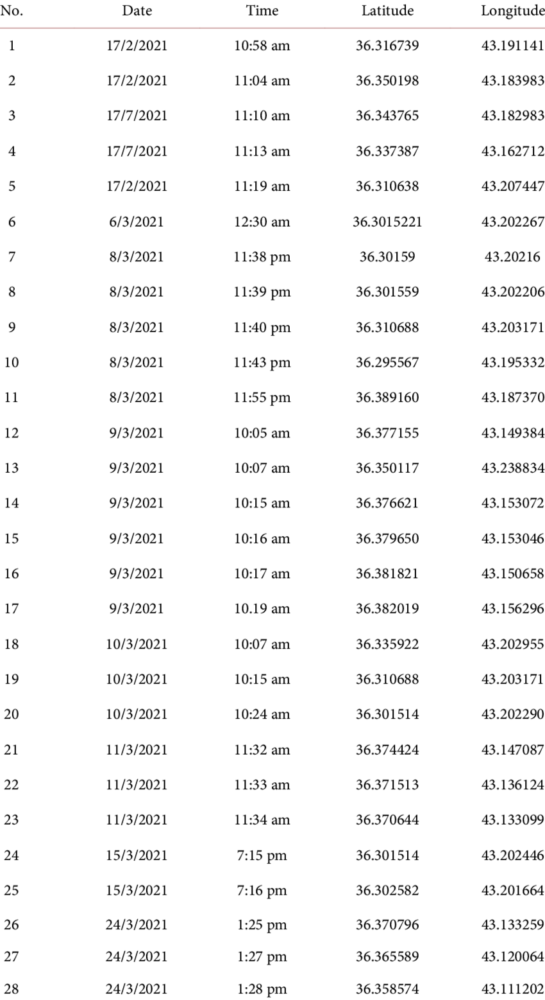 No. Date Time Latitude Longitude
1 17/2/2021 10:58 am 36.316739 43.191141
2 17/2/2021 11:04 am 36.350198 43.183983
3 17/7/2021 11:10 am 36.343765 43.182983
4 17/7/2021 11:13 am 36.337387 43.162712
5 17/2/2021 11:19 am 36.310638 43.207447
6 6/3/2021 12:30 am 36.3015221 43.202267
7 8/3/2021 11:38 pm 36.30159 43.20216
8 8/3/2021 11:39 pm 36.301559 43.202206
9 8/3/2021 11:40 pm 36.310688 43.203171
10 8/3/2021 11:43 pm 36.295567 43.195332
11 8/3/2021 11:55 pm 36.389160 43.187370
12 9/3/2021 10:05 am 36.377155 43.149384
13 9/3/2021 10:07 am 36.350117 43.238834
14 9/3/2021 10:15 am 36.376621 43.153072
15 9/3/2021 10:16 am 36.379650 43.153046
16 9/3/2021 10:17 am 36.381821 43.150658
17 9/3/2021 10.19 am 36.382019 43.156296
18 10/3/2021 10:07 am 36.335922 43.202955
19 10/3/2021 10:15 am 36.310688 43.203171
20 10/3/2021 10:24 am 36.301514 43.202290
21 11/3/2021 11:32 am 36.374424 43.147087
22 11/3/2021 11:33 am 36.371513 43.136124
23 11/3/2021 11:34 am 36.370644 43.133099
24 15/3/2021 7:15 pm 36.301514 43.202446
25 15/3/2021 7:16 pm 36.302582 43.201664
26 24/3/2021 1:25 pm 36.370796 43.133259
27 24/3/2021 1:27 pm 36.365589 43.120064
28 24/3/2021 1:28 pm 36.358574 43.111202